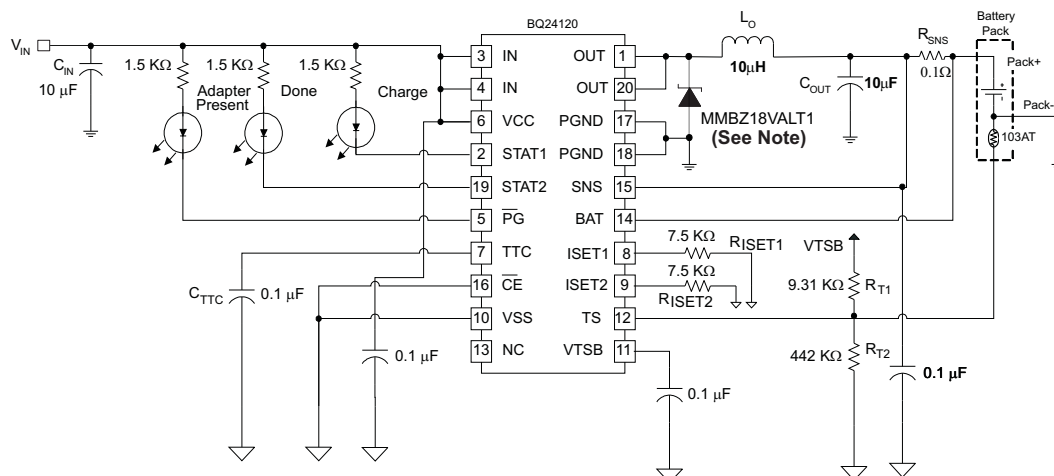 BQ24120
V_IN
C_IN
10 μF
1.5 KΩ
1.5 KΩ
1.5 KΩ
Adapter
Present
Done
Charge
3 IN
4 IN
6 VCC
2 STAT1
19 STAT2
5 P̅G̅
7 TTC
16 C̅E̅
10 VSS
13 NC
OUT 1
OUT 20
PGND 17
PGND 18
SNS 15
BAT 14
ISET1 8
ISET2 9
TS 12
VTSB 11
C_TTC
0.1 μF
0.1 μF
L_O
10μH
MMBZ18VALT1
(See Note)
C_OUT
10μF
R_SNS
0.1Ω
Battery
Pack
Pack+
Pack-
103AT
7.5 KΩ
R_ISET1
7.5 KΩ
R_ISET2
VTSB
9.31 KΩ
R_T1
442 KΩ
R_T2
0.1 μF
0.1 μF